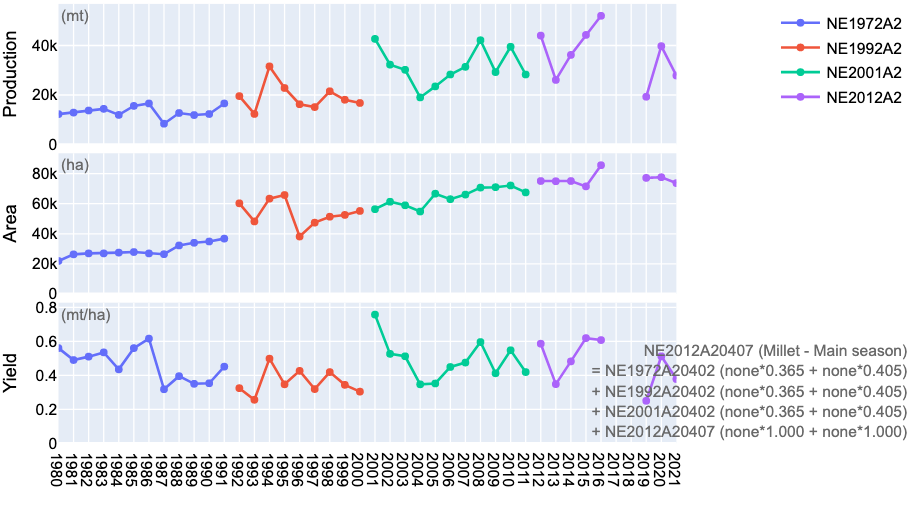 (mt)
Production
40k
20k
0
NE1972A2
NE1992A2
NE2001A2
NE2012A2
(ha)
Area
80k
60k
40k
20k
0
(mt/ha)
Yield
0.8
0.6
0.4
0.2
0
NE2012A20407 (Millet - Main season)
= NE1972A20402 (none*0.365 + none*0.405)
+ NE1992A20402 (none*0.365 + none*0.405)
+ NE2001A20402 (none*0.365 + none*0.405)
+ NE2012A20407 (none*1.000 + none*1.000)
1980
1981
1982
1983
1984
1985
1986
1987
1988
1989
1990
1991
1992
1993
1994
1995
1996
1997
1998
1999
2000
2001
2002
2003
2004
2005
2006
2007
2008
2009
2010
2011
2012
2013
2014
2015
2016
2017
2018
2019
2020
2021